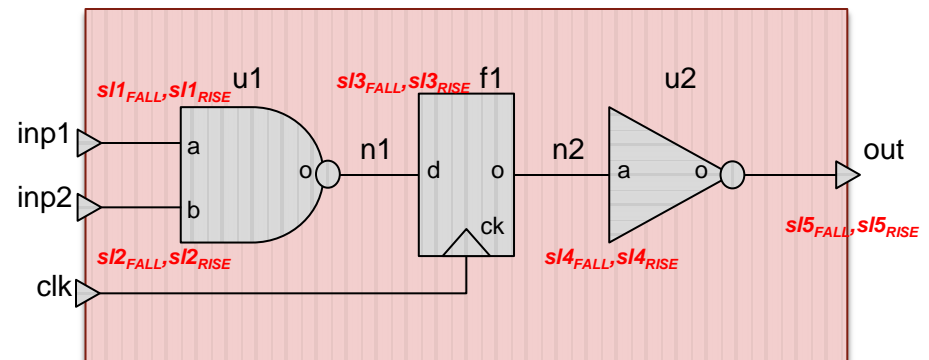 u1
f1
u2
sl1FALL,sl1RISE
sl3FALL,sl3RISE
inp1
a
n1
n2
out
o
d
o
a
o
inp2
b
ck
sl5FALL,sl5RISE
sl2FALL,sl2RISE
sl4FALL,sl4RISE
clk